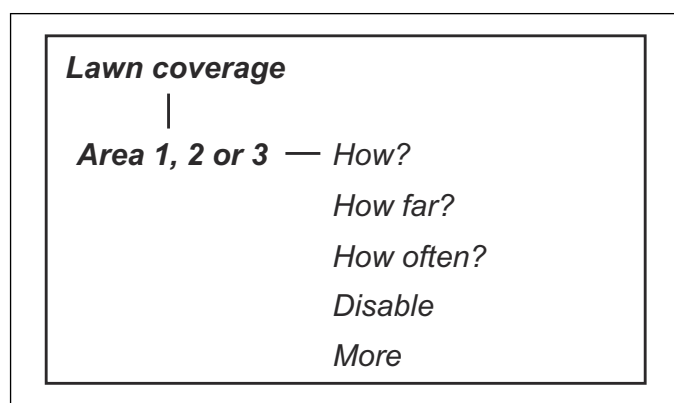 Lawn coverage
Area 1, 2 or 3 — How?
How far?
How often?
Disable
More